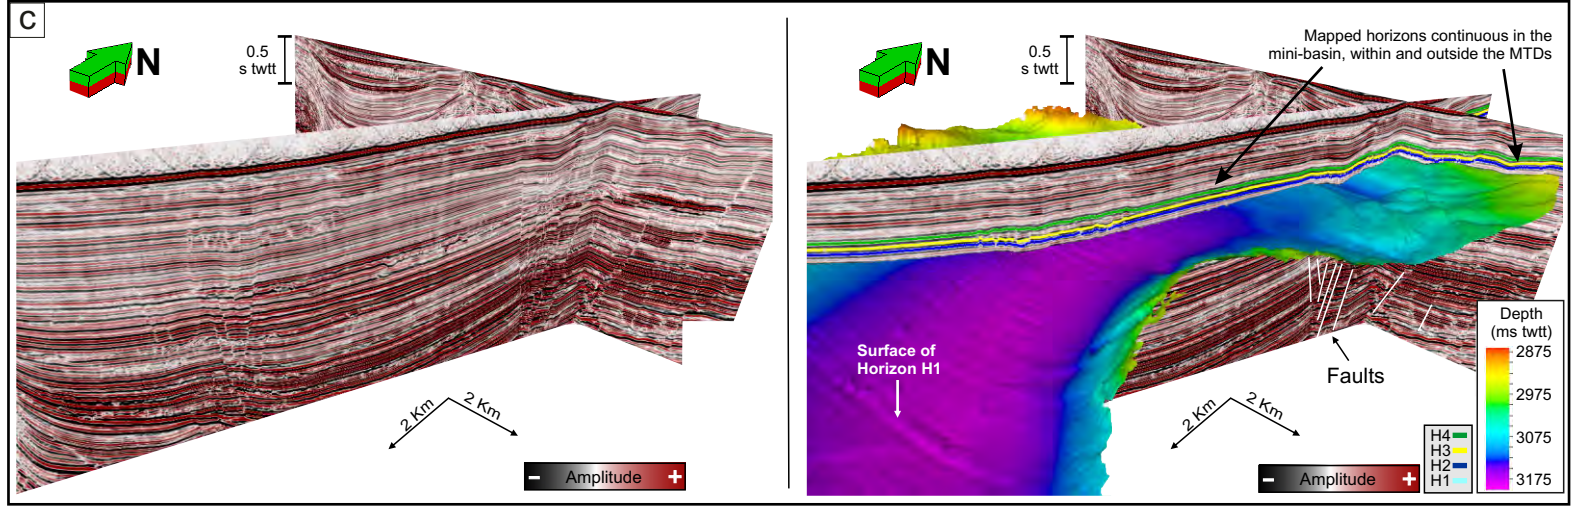 C
N
0.5
s twtt
2 Km
2 Km
− Amplitude +
N
0.5
s twtt
Mapped horizons continuous in the
mini-basin, within and outside the MTDs
Surface of
Horizon H1
Faults
2 Km
2 Km
− Amplitude +
H4
H3
H2
H1
Depth
(ms twtt)
2875
2975
3075
3175